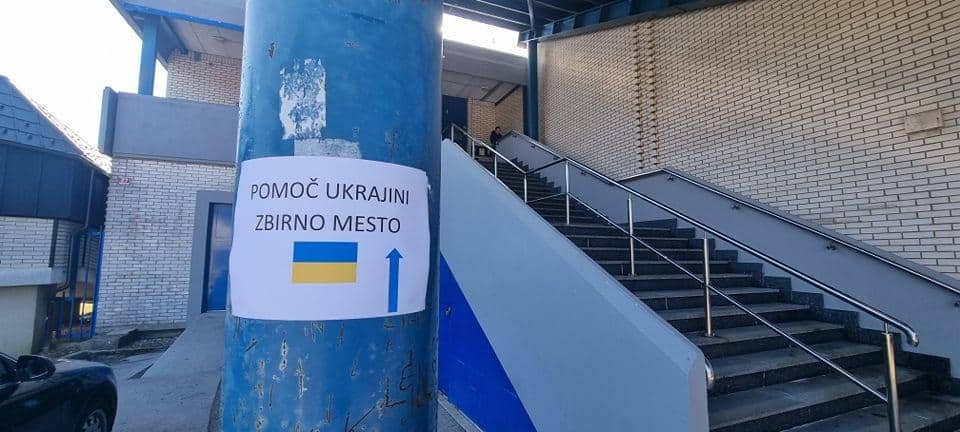 POMOČ UKRAJINI
ZBIRNO MESTO